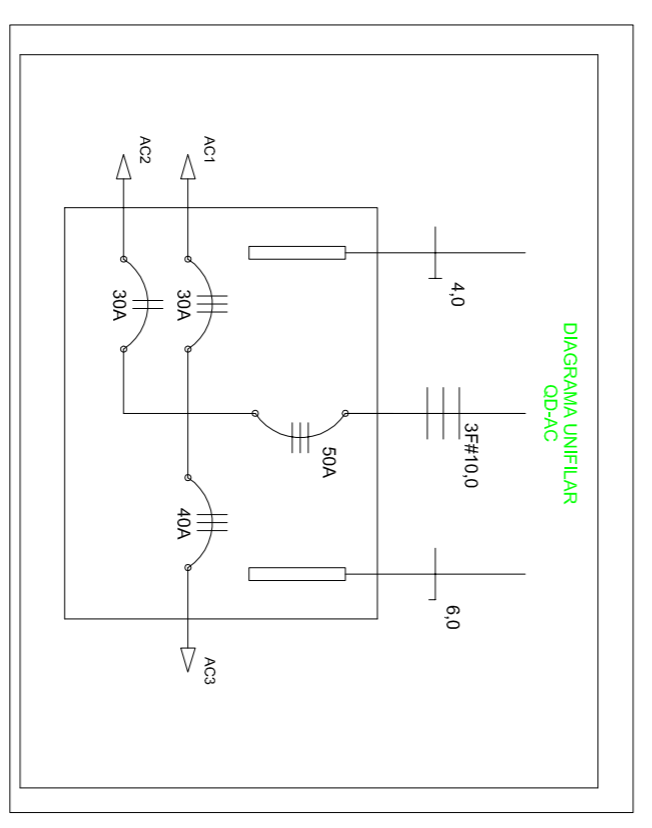 DIAGRAMA UNIFILAR
QD-AC
4,0
3F#10,0
6,0
50A
AC1
30A
40A
AC3
AC2
30A